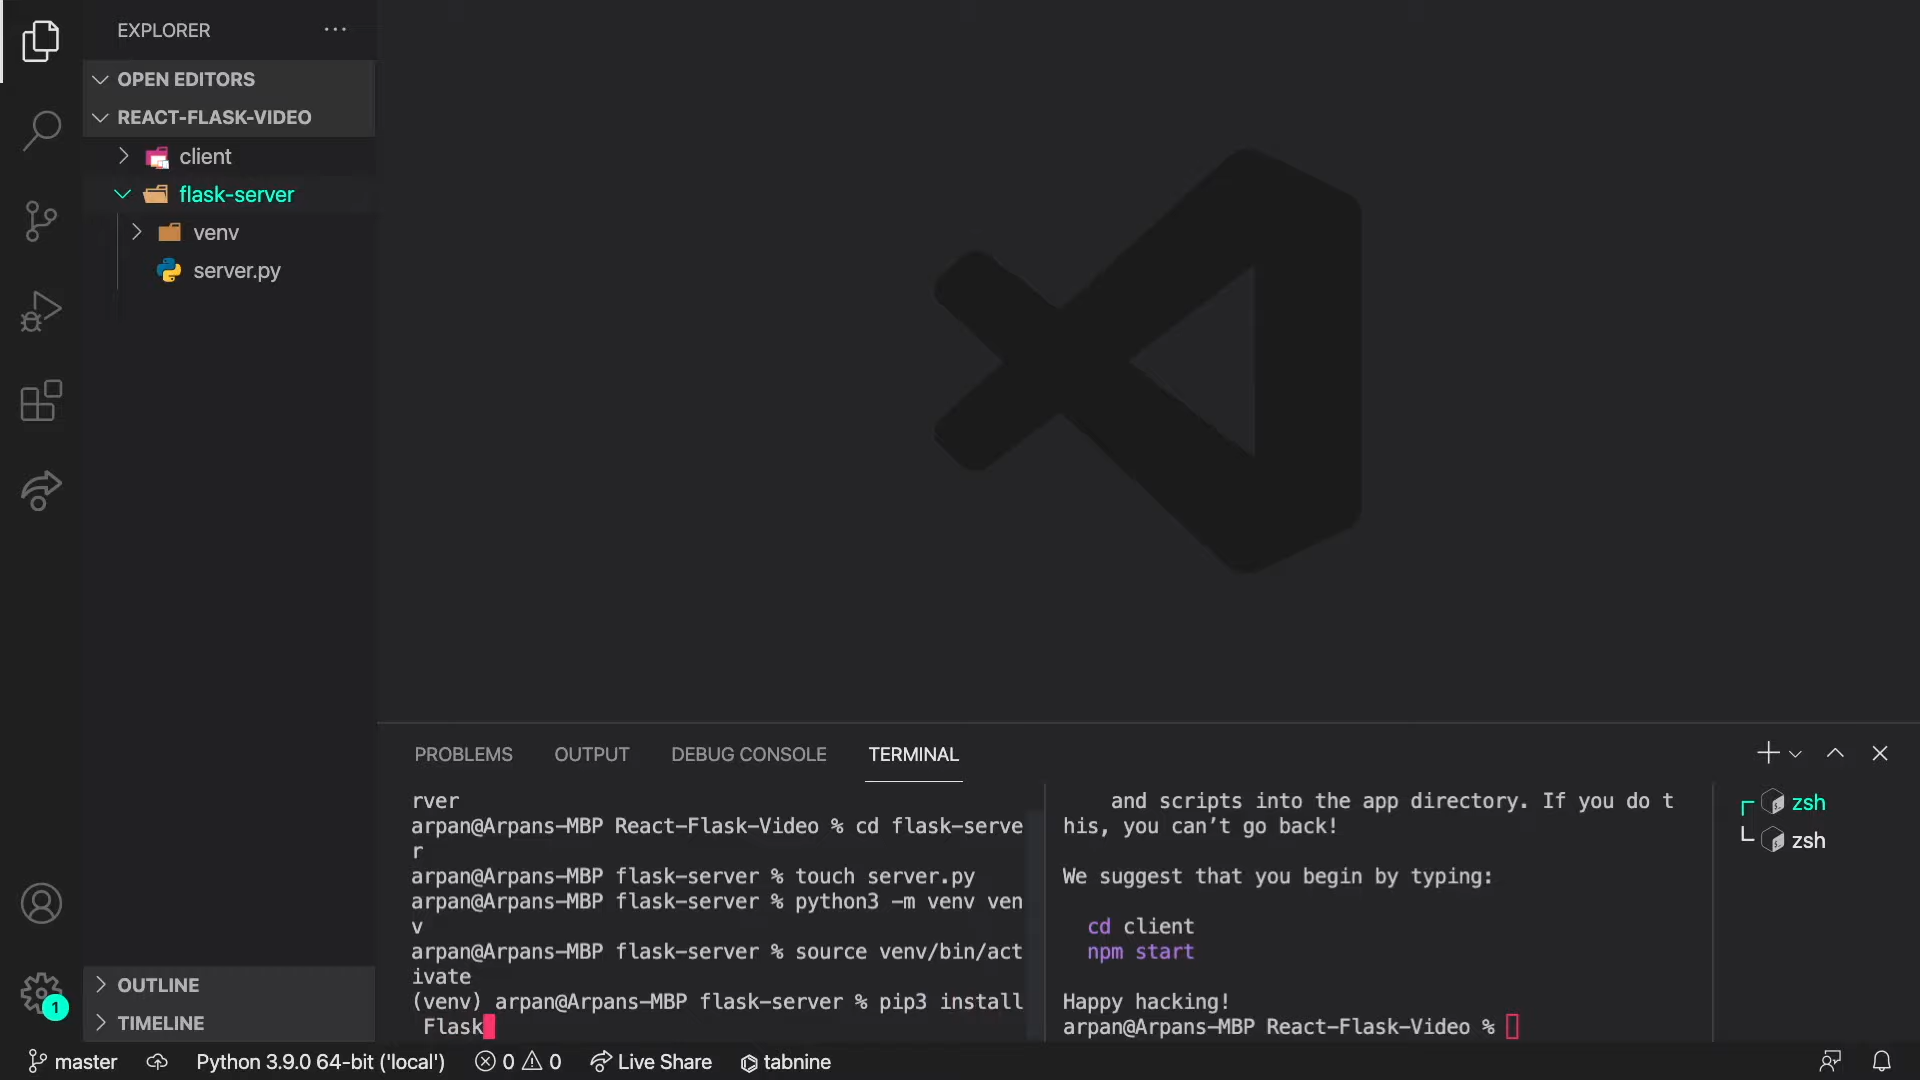 EXPLORER
OPEN EDITORS
REACT-FLASK-VIDEO
client
flask-server
venv
server.py
OUTLINE
TIMELINE
PROBLEMS OUTPUT DEBUG CONSOLE TERMINAL
rver
arpan@Arpans-MBP React-Flask-Video % cd flask-serve
r
arpan@Arpans-MBP flask-server % touch server.py
arpan@Arpans-MBP flask-server % python3 -m venv ven
v
arpan@Arpans-MBP flask-server % source venv/bin/act
ivate
(venv) arpan@Arpans-MBP flask-server % pip3 install
Flask
and scripts into the app directory. If you do t
his, you can’t go back!
We suggest that you begin by typing:
cd client
npm start
Happy hacking!
arpan@Arpans-MBP React-Flask-Video %
zsh
zsh
1
master Python 3.9.0 64-bit ('local') 0 0 Live Share tabnine